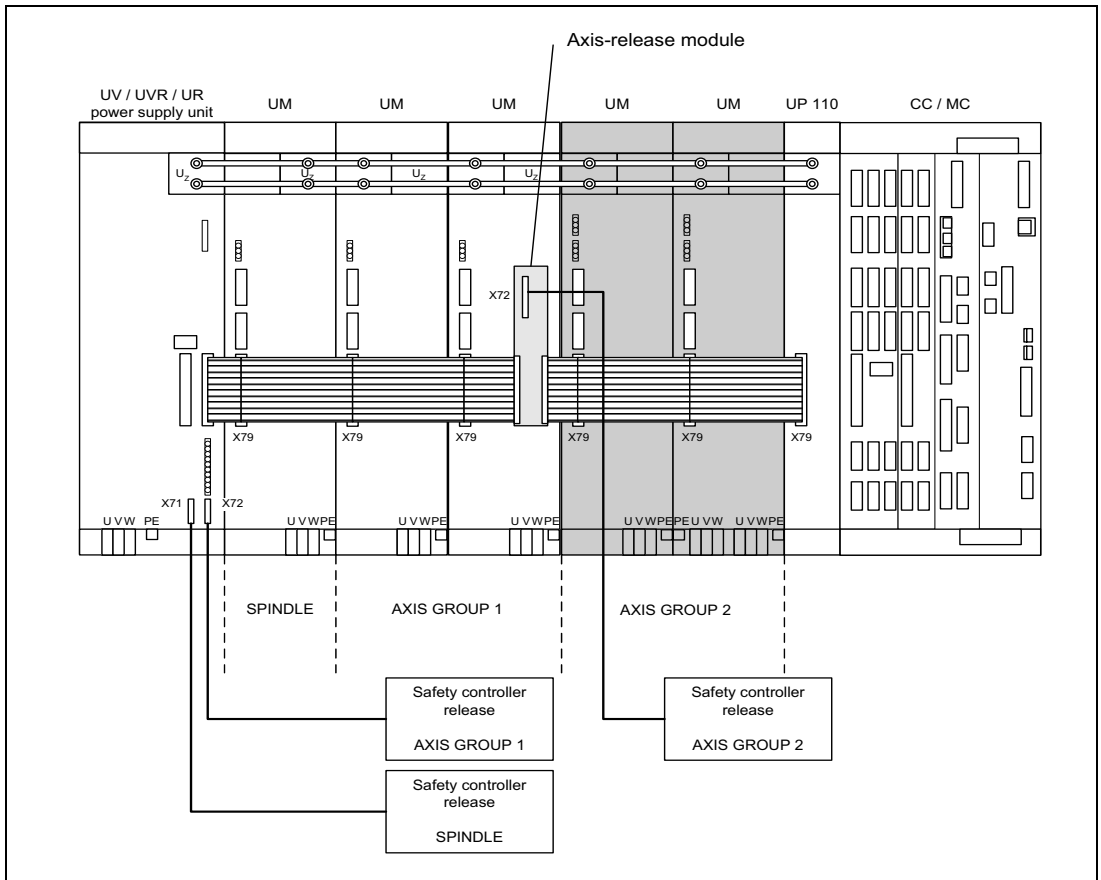 Axis-release module
UV / UVR / UR
power supply unit
UM
UM
UM
UM
UM
UP 110
CC / MC
UZ
UZ
UZ
UZ
X72
X79
X79
X79
X79
X79
X79
X71
X72
U V W PE
U V W PE
U V W PE
U V W PE
U V W PE
PE U V W
U V W PE
SPINDLE
AXIS GROUP 1
AXIS GROUP 2
Safety controller
release
AXIS GROUP 1
Safety controller
release
AXIS GROUP 2
Safety controller
release
SPINDLE